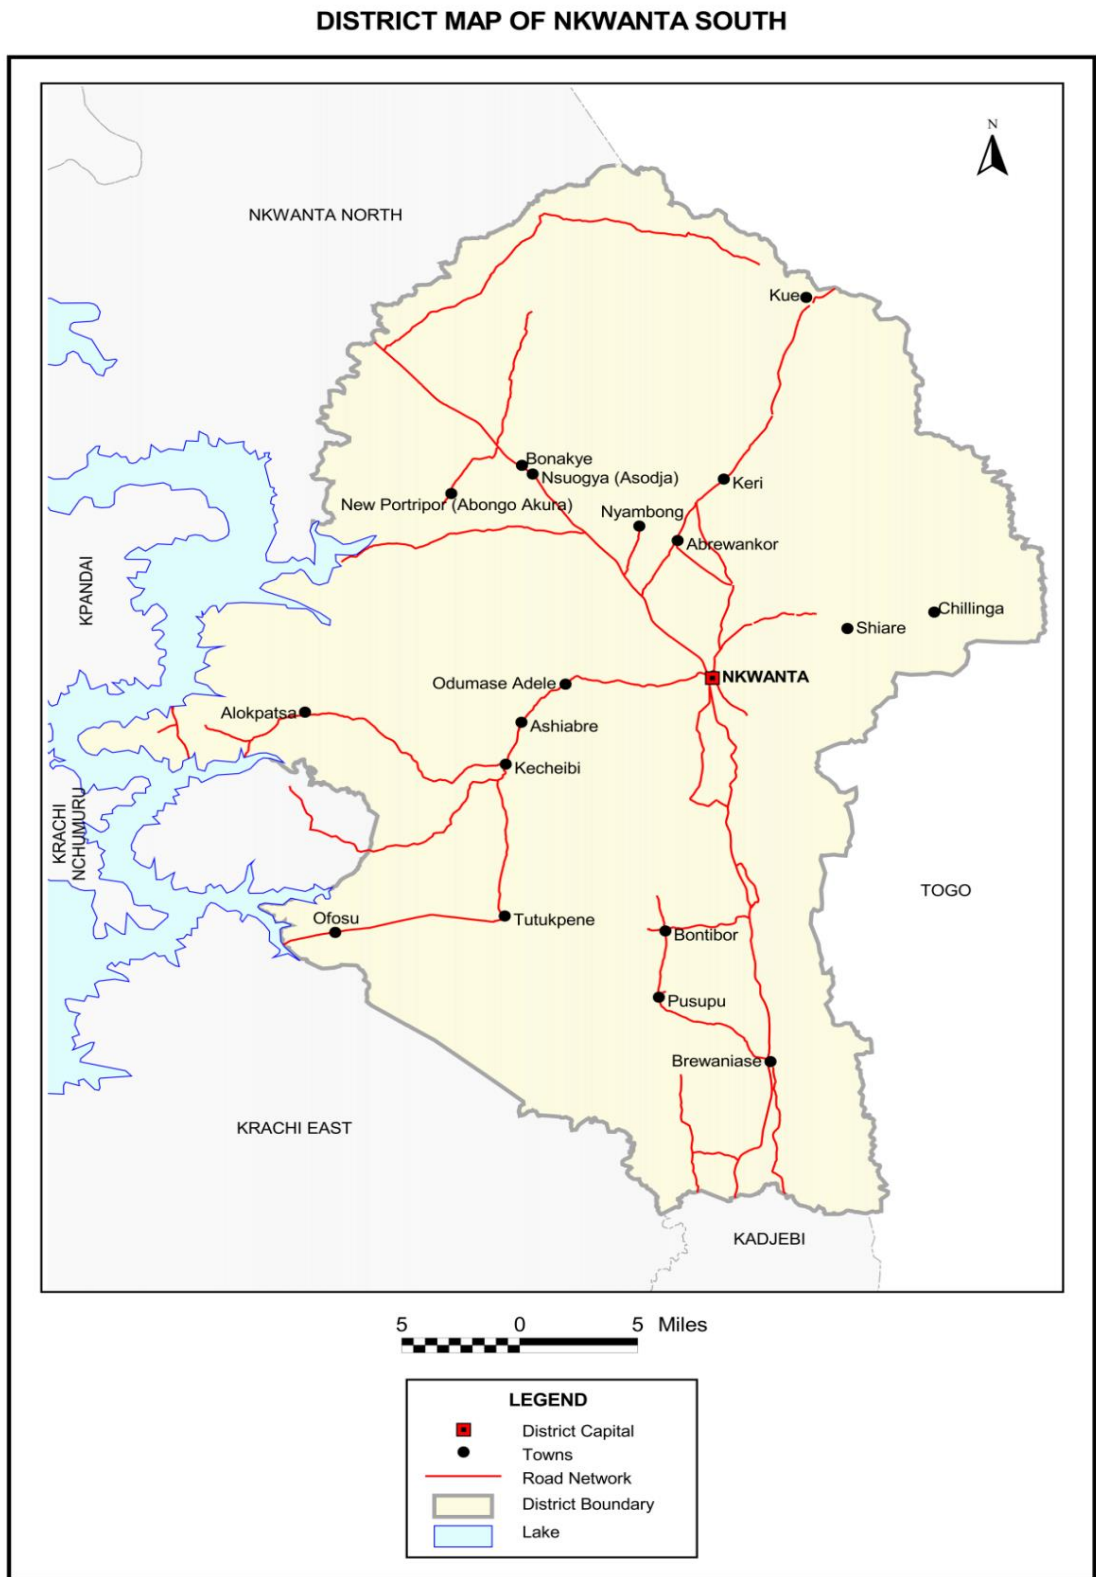 DISTRICT MAP OF NKWANTA SOUTH
N
NKWANTA NORTH
Kue
Bonakye
Nsuogya (Asodja)
Keri
New Portripor (Abongo Akura)
Nyambong
Abrewankor
KPANDAI
Chillinga
Shiare
NKWANTA
Odumase Adele
Alokpatsa
Ashiabre
Kecheibi
KRACHI
NCHUMURU
TOGO
Ofosu
Tutukpene
Bontibor
Pusupu
Brewaniase
KRACHI EAST
KADJEBI
5 0 5 Miles
LEGEND
District Capital
Towns
Road Network
District Boundary
Lake